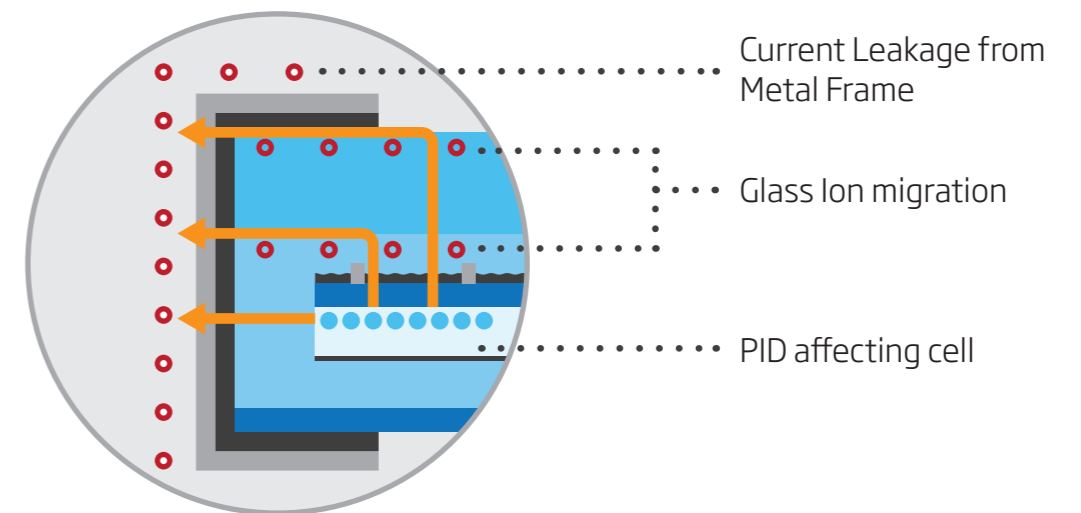 Current Leakage from
Metal Frame
Glass Ion migration
PID affecting cell